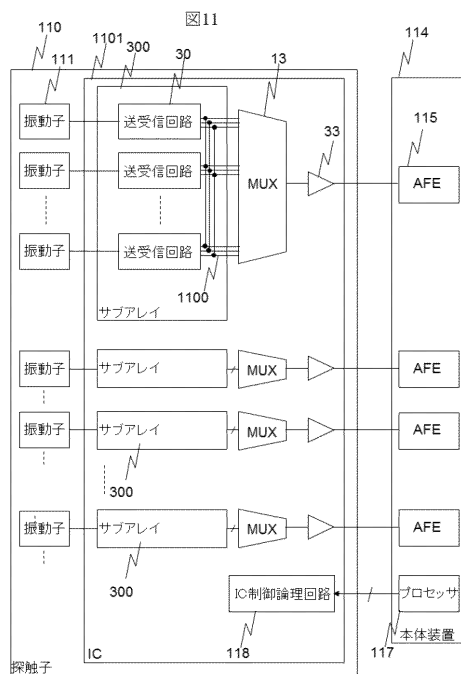 図11
110
111
1101
300
30
13
114
33
115
振動子
送受信回路
MUX
AFE
振動子
送受信回路
振動子
送受信回路
1100
サブアレイ
振動子
サブアレイ
MUX
AFE
振動子
サブアレイ
MUX
AFE
300
振動子
サブアレイ
MUX
AFE
300
IC制御論理回路
プロセッサ
118
117
本体装置
IC
探触子